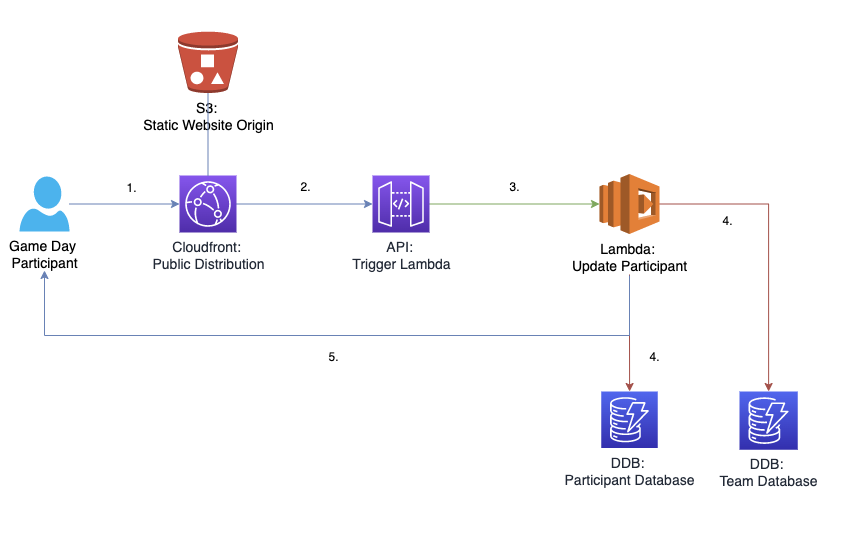 S3:
Static Website Origin
1.
2.
3.
4.
Game Day
Participant
Cloudfront:
Public Distribution
API:
Trigger Lambda
Lambda:
Update Participant
5.
4.
DDB:
Participant Database
DDB:
Team Database